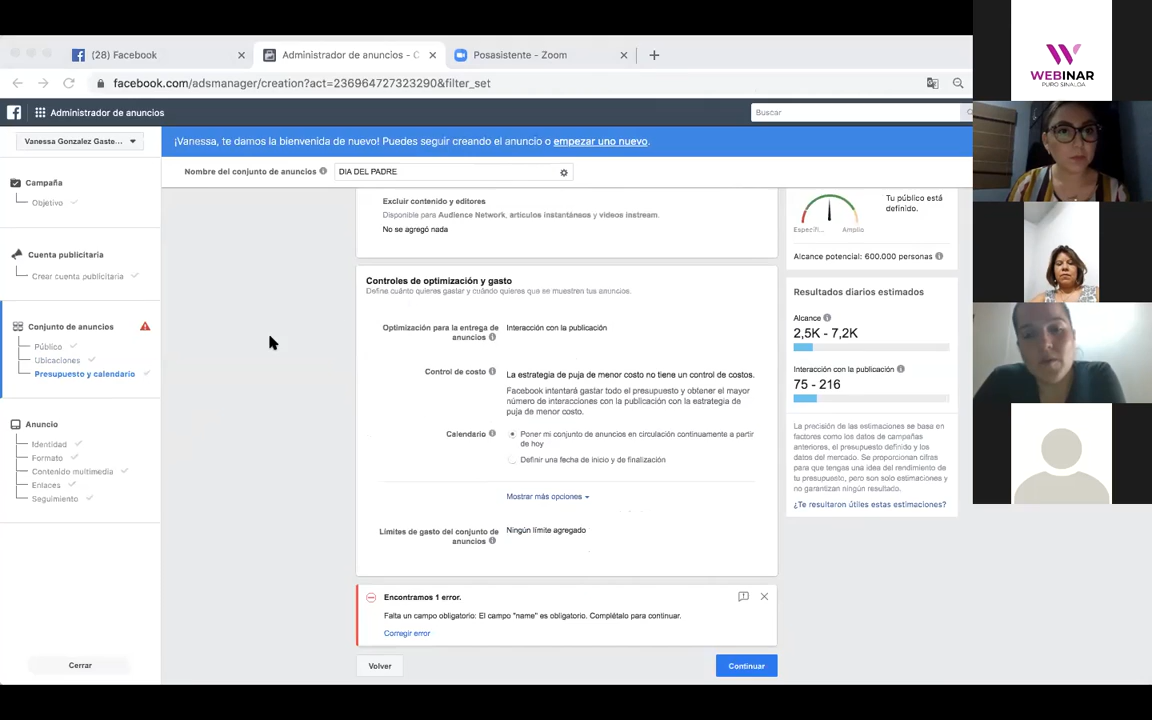 (28) Facebook
Administrador de anuncios - C
Posasistente - Zoom
facebook.com/adsmanager/creation?act=236964727323290&filter_set
Administrador de anuncios
Buscar
Vanessa Gonzalez Gaste...
¡Vanessa, te damos la bienvenida de nuevo! Puedes seguir creando el anuncio o empezar uno nuevo.
Nombre del conjunto de anuncios
DIA DEL PADRE
Campaña
Objetivo
Cuenta publicitaria
Crear cuenta publicitaria
Conjunto de anuncios
Público
Ubicaciones
Presupuesto y calendario
Anuncio
Identidad
Formato
Contenido multimedia
Enlaces
Seguimiento
Cerrar
Excluir contenido y editores
Disponible para Audience Network, artículos instantáneos y videos instream.
No se agregó nada
Controles de optimización y gasto
Define cuánto quieres gastar y cuándo quieres que se muestren tus anuncios.
Optimización para la entrega de
anuncios
Interacción con la publicación
Control de costo
La estrategia de puja de menor costo no tiene un control de costos.
Facebook intentará gastar todo el presupuesto y obtener el mayor
número de interacciones con la publicación con la estrategia de
puja de menor costo.
Calendario
Poner mi conjunto de anuncios en circulación continuamente a partir
de hoy
Definir una fecha de inicio y de finalización
Mostrar más opciones
Límites de gasto del conjunto de
anuncios
Ningún límite agregado
Encontramos 1 error.
Falta un campo obligatorio: El campo "name" es obligatorio. Complétalo para continuar.
Corregir error
Volver
Continuar
Tu público está
definido.
Específi...
Amplio
Alcance potencial: 600.000 personas
Resultados diarios estimados
Alcance
2,5K - 7,2K
Interacción con la publicación
75 - 216
La precisión de las estimaciones se basa en
factores como los datos de campañas
anteriores, el presupuesto definido y los
datos del mercado. Se proporcionan cifras
para que tengas una idea del rendimiento de
tu presupuesto, pero son solo estimaciones y
no garantizan ningún resultado.
¿Te resultaron útiles estas estimaciones?
WEBINAR
PURO SINALOA